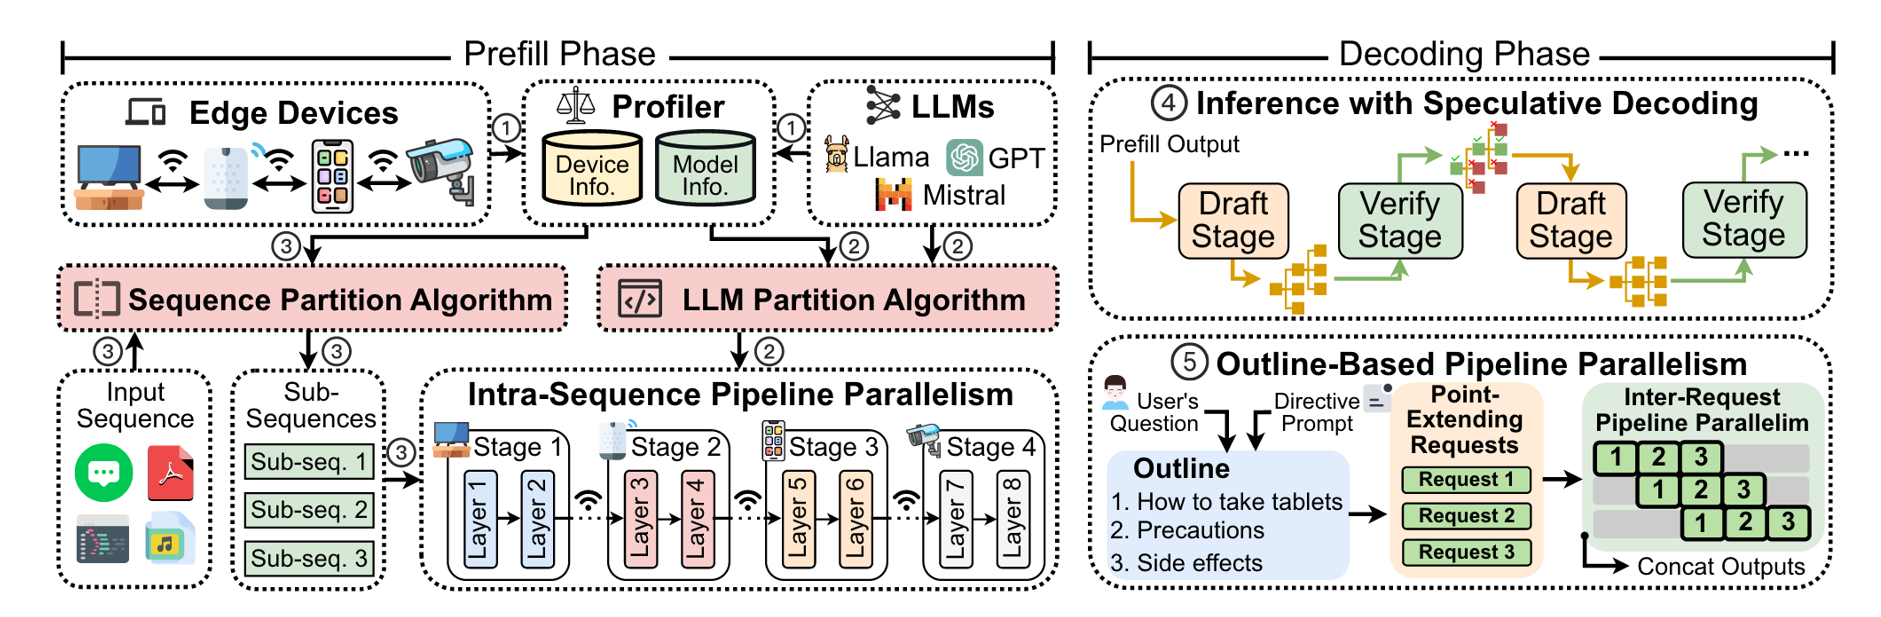 Prefill Phase
Edge Devices
1
Profiler
Device
Info.
Model
Info.
1
LLMs
Llama
GPT
Mistral
3
2
2
Sequence Partition Algorithm
LLM Partition Algorithm
3
3
2
Input
Sequence
Sub-
Sequences
Sub-seq. 1
Sub-seq. 2
Sub-seq. 3
3
Intra-Sequence Pipeline Parallelism
Stage 1
Layer 1
Layer 2
Stage 2
Layer 3
Layer 4
Stage 3
Layer 5
Layer 6
Stage 4
Layer 7
Layer 8
Decoding Phase
4 Inference with Speculative Decoding
Prefill Output
Draft
Stage
Verify
Stage
Draft
Stage
Verify
Stage
...
5 Outline-Based Pipeline Parallelism
User's
Question
Directive
Prompt
Outline
1. How to take tablets
2. Precautions
3. Side effects
Point-
Extending
Requests
Request 1
Request 2
Request 3
Inter-Request
Pipeline Parallelim
1 2 3
1 2 3
1 2 3
Concat Outputs